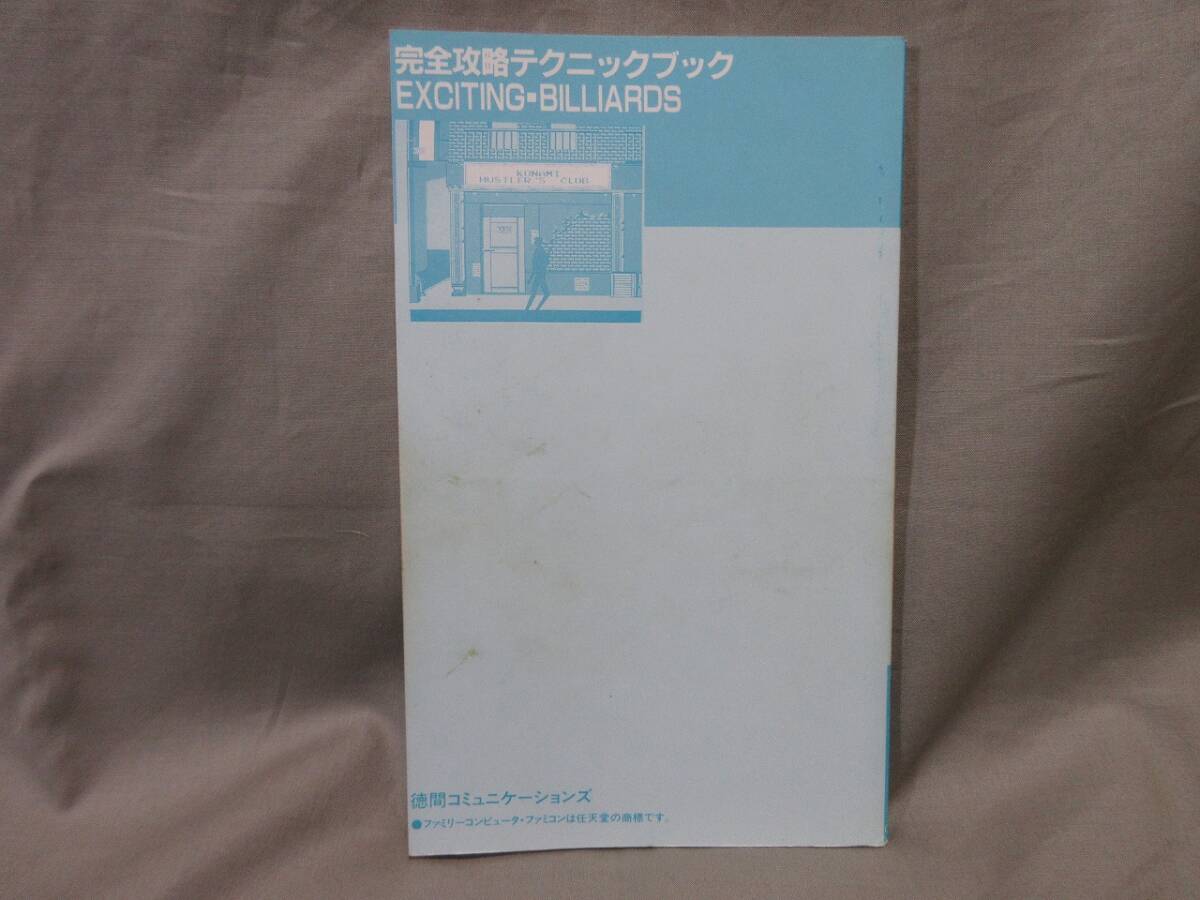 完全攻略テクニックブック
EXCITING-BILLIARDS
KONAMI
HUSTLER'S CLUB
徳間コミュニケーションズ
●ファミリーコンピュータ・ファミコンは任天堂の商標です。